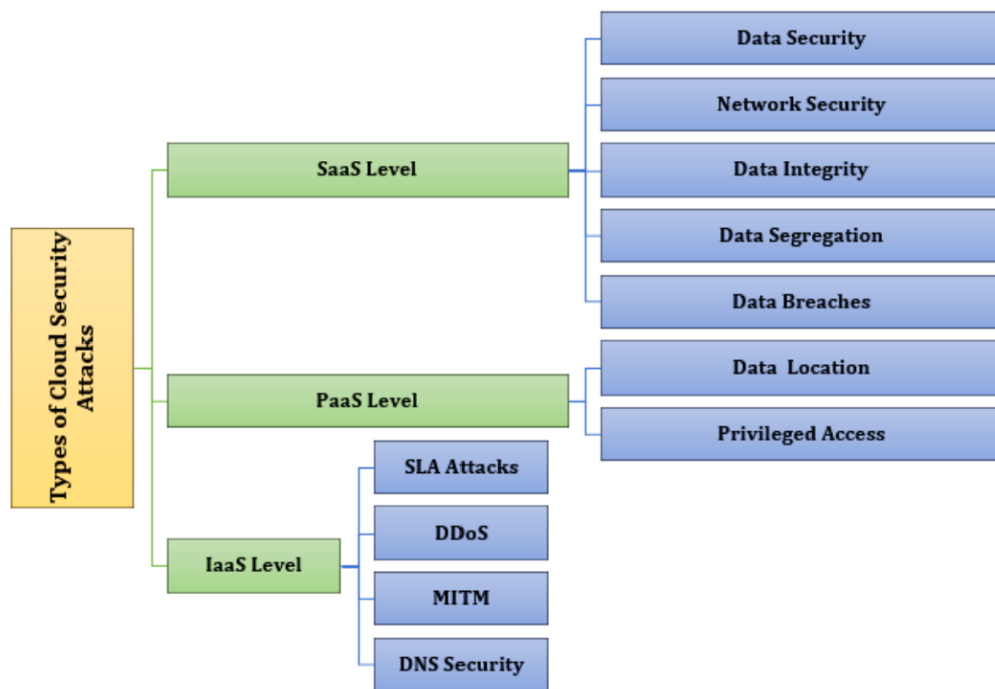 Types of Cloud Security
Attacks
SaaS Level
Data Security
Network Security
Data Integrity
Data Segregation
Data Breaches
PaaS Level
Data Location
Privileged Access
IaaS Level
SLA Attacks
DDoS
MITM
DNS Security